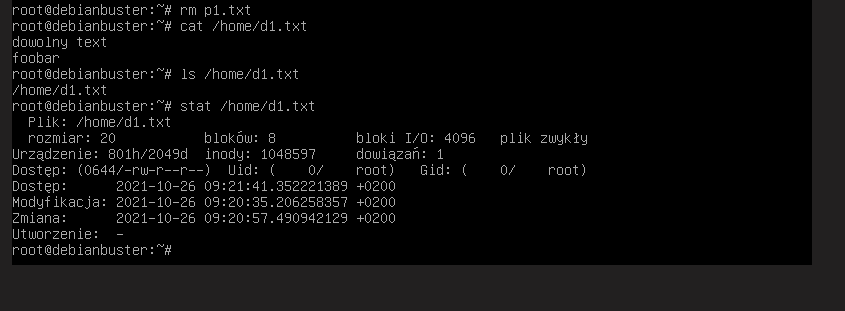 root@debianbuster:~# rm p1.txt
root@debianbuster:~# cat /home/d1.txt
dowolny text
foobar
root@debianbuster:~# ls /home/d1.txt
/home/d1.txt
root@debianbuster:~# stat /home/d1.txt
  Plik: /home/d1.txt
  rozmiar: 20           bloków: 8          bloki I/O: 4096   plik zwykły
Urządzenie: 801h/2049d  inody: 1048597     dowiązań: 1
Dostęp: (0644/-rw-r--r--)  Uid: (    0/    root)   Gid: (    0/    root)
Dostęp:      2021-10-26 09:21:41.352221389 +0200
Modyfikacja: 2021-10-26 09:20:35.206258357 +0200
Zmiana:      2021-10-26 09:20:57.490942129 +0200
Utworzenie:  -
root@debianbuster:~#